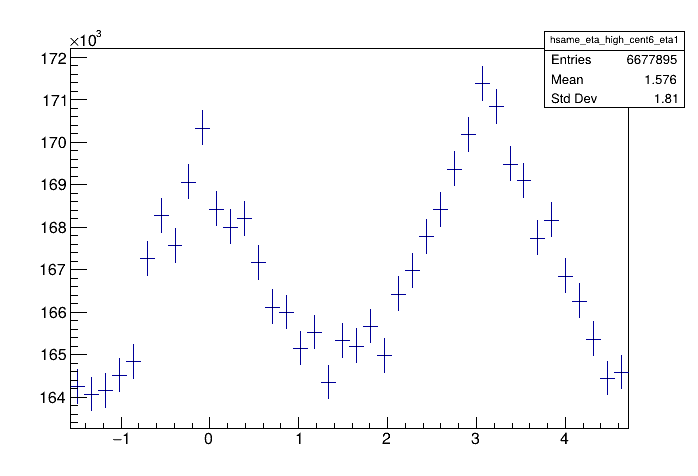 ×10³
hsame_eta_high_cent6_eta1
Entries 6677895
Mean 1.576
Std Dev 1.81
172
171
170
169
168
167
166
165
164
−1 0 1 2 3 4